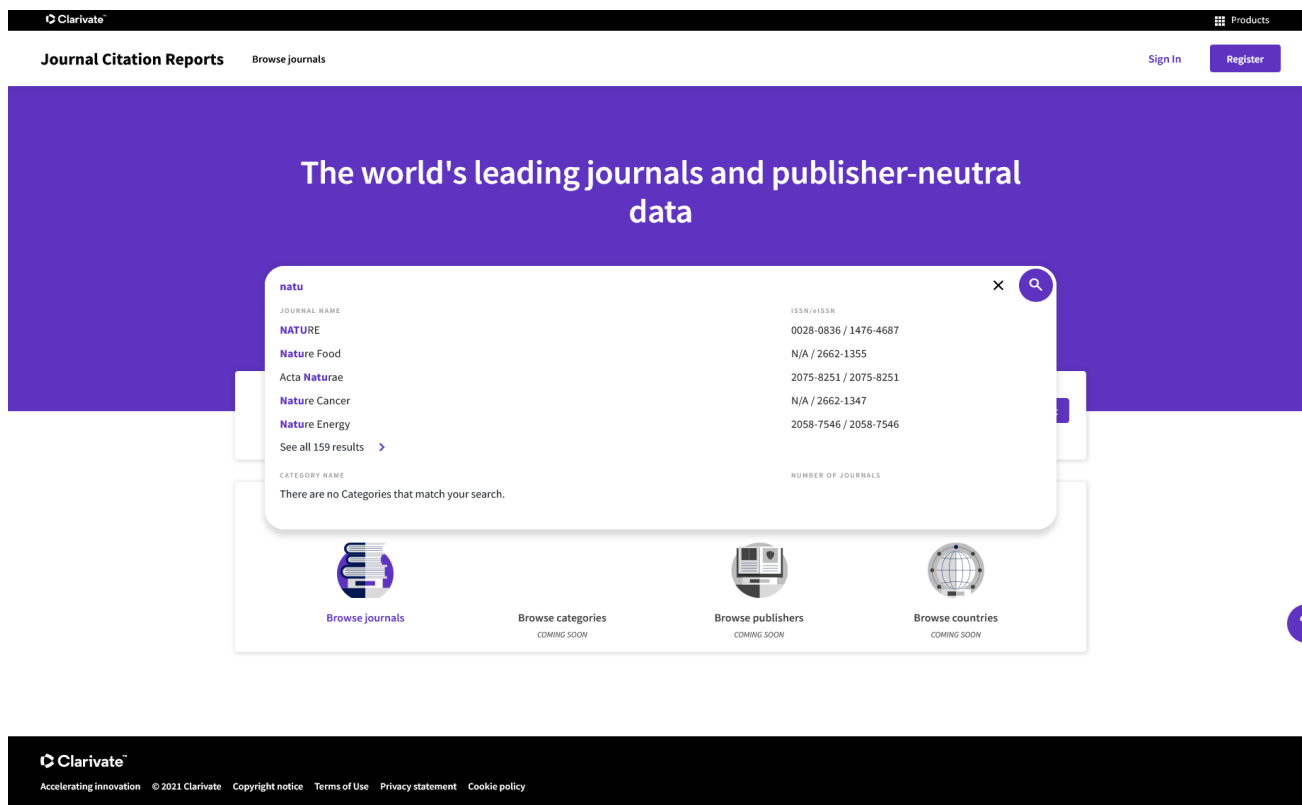 Clarivate™
Products
Journal Citation Reports Browse journals Sign In Register
The world's leading journals and publisher-neutral
data
natu
JOURNAL NAME ISSN/eISSN
NATURE 0028-0836 / 1476-4687
Nature Food N/A / 2662-1355
Acta Naturae 2075-8251 / 2075-8251
Nature Cancer N/A / 2662-1347
Nature Energy 2058-7546 / 2058-7546
See all 159 results
CATEGORY NAME NUMBER OF JOURNALS
There are no Categories that match your search.
Browse journals Browse categories Browse publishers Browse countries
COMING SOON COMING SOON COMING SOON
Clarivate™
Accelerating innovation © 2021 Clarivate Copyright notice Terms of Use Privacy statement Cookie policy